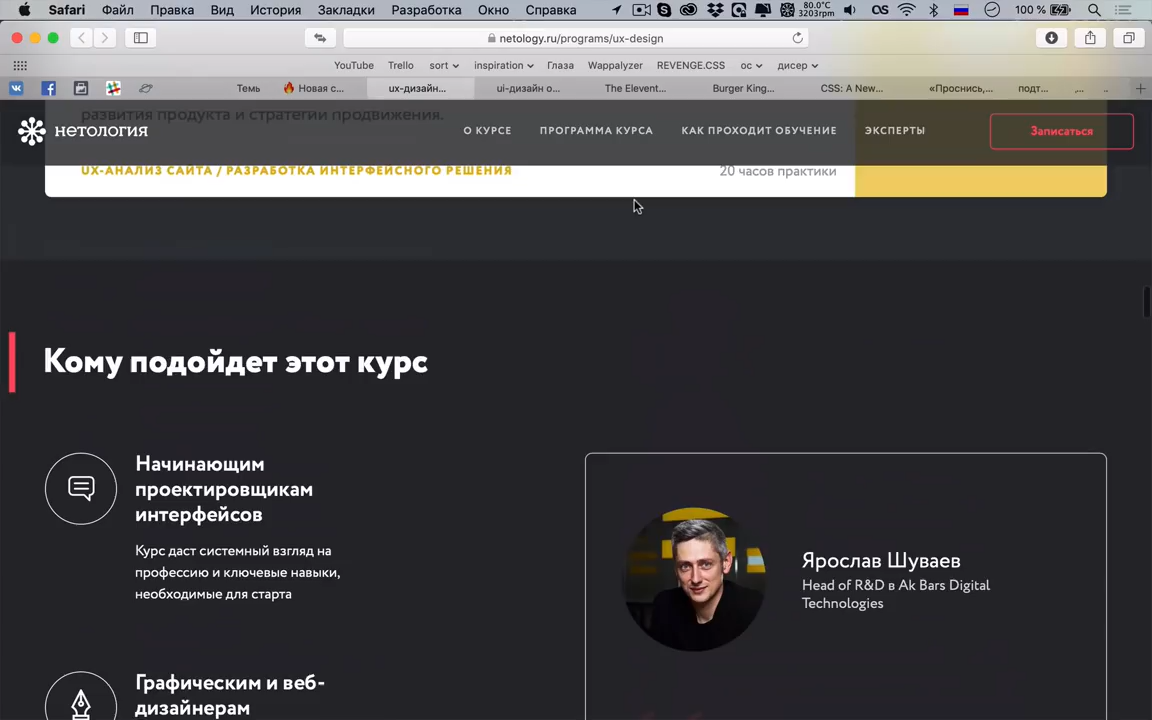 Safari Файл Правка Вид История Закладки Разработка Окно Справка 80.0°C 3203rpm 100 %
netology.ru/programs/ux-design
YouTube Trello sort inspiration Глаза Wappalyzer REVENGE.CSS ос дисер
Темь Новая с... ux-дизайн... ui-дизайн о... The Elevent... Burger King... CSS: A New... «Проснись,... подт... ,... ..
развития продукта и стратегии продвижения.
нетология О КУРСЕ ПРОГРАММА КУРСА КАК ПРОХОДИТ ОБУЧЕНИЕ ЭКСПЕРТЫ Записаться
UX-АНАЛИЗ САЙТА / РАЗРАБОТКА ИНТЕРФЕЙСНОГО РЕШЕНИЯ 20 часов практики
Кому подойдет этот курс
Начинающим
проектировщикам
интерфейсов
Курс даст системный взгляд на
профессию и ключевые навыки,
необходимые для старта
Ярослав Шуваев
Head of R&D в Ak Bars Digital
Technologies
Графическим и веб-
дизайнерам